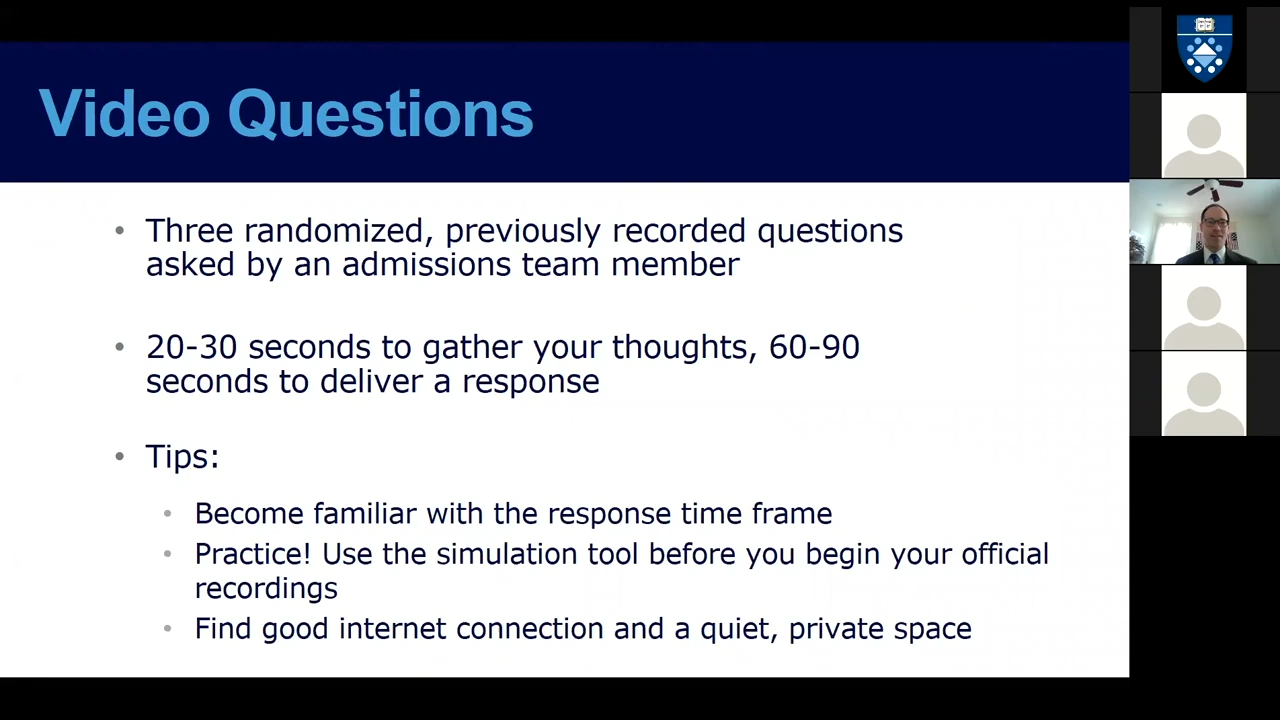 Video Questions
• Three randomized, previously recorded questions
asked by an admissions team member
• 20-30 seconds to gather your thoughts, 60-90
seconds to deliver a response
• Tips:
• Become familiar with the response time frame
• Practice! Use the simulation tool before you begin your official
recordings
• Find good internet connection and a quiet, private space